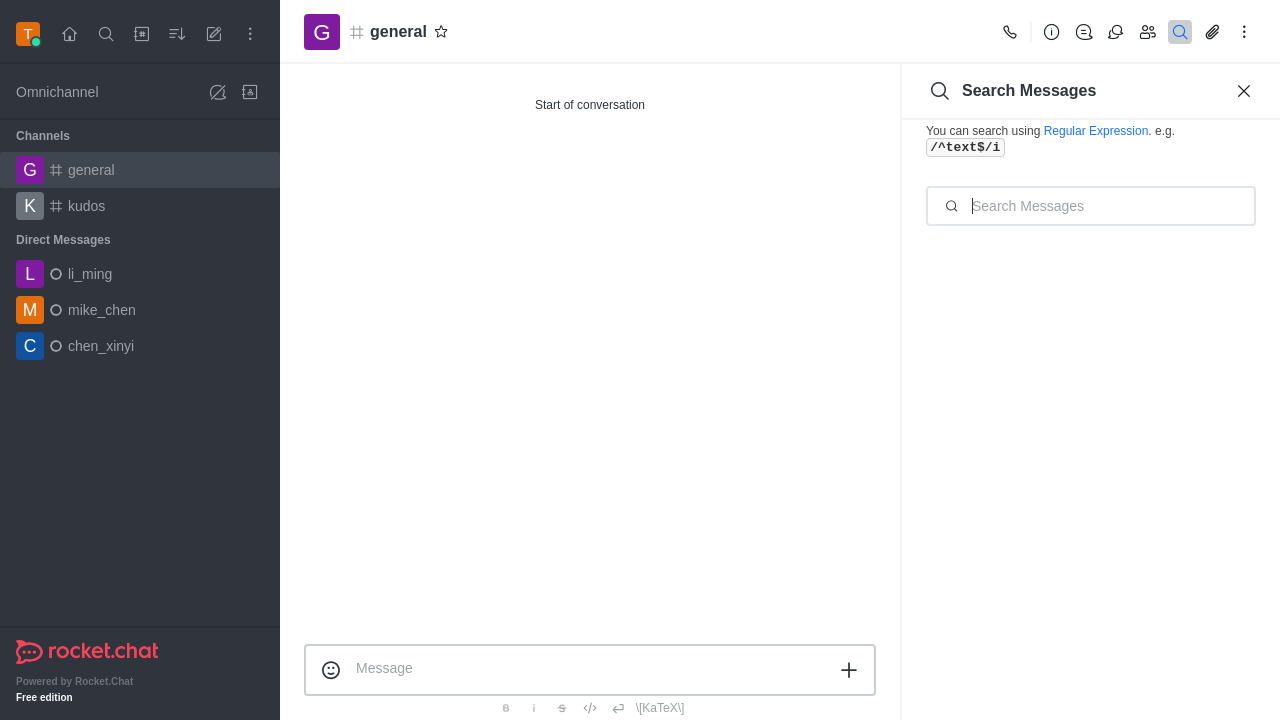 T
Omnichannel
Channels
G general
K kudos
Direct Messages
L li_ming
M mike_chen
C chen_xinyi
rocket.chat
Powered by Rocket.Chat
Free edition
G general
Start of conversation
Message
B i S </> \[KaTeX\]
Search Messages
You can search using Regular Expression. e.g.
/^text$/i
Search Messages